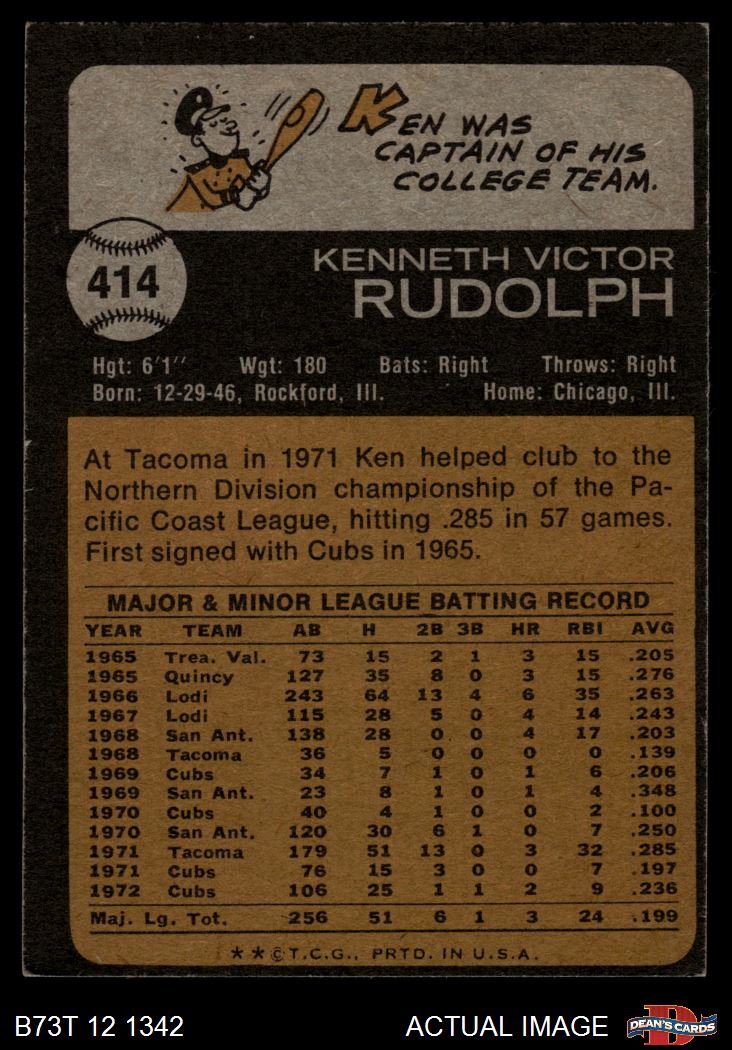 KEN WAS
CAPTAIN OF HIS
COLLEGE TEAM.
414
KENNETH VICTOR
RUDOLPH
Hgt: 6'1" Wgt: 180 Bats: Right Throws: Right
Born: 12-29-46, Rockford, Ill. Home: Chicago, Ill.
At Tacoma in 1971 Ken helped club to the
Northern Division championship of the Pa-
cific Coast League, hitting .285 in 57 games.
First signed with Cubs in 1965.
MAJOR & MINOR LEAGUE BATTING RECORD
YEAR TEAM AB H 2B 3B HR RBI AVG
1965 Trea. Val. 73 15 2 1 3 15 .205
1965 Quincy 127 35 8 0 3 15 .276
1966 Lodi 243 64 13 4 6 35 .263
1967 Lodi 115 28 5 0 4 14 .243
1968 San Ant. 138 28 0 0 4 17 .203
1968 Tacoma 36 5 0 0 0 0 .139
1969 Cubs 34 7 1 0 1 6 .206
1969 San Ant. 23 8 1 0 1 4 .348
1970 Cubs 40 4 1 0 0 2 .100
1970 San Ant. 120 30 6 1 0 7 .250
1971 Tacoma 179 51 13 0 3 32 .285
1971 Cubs 76 15 3 0 0 7 .197
1972 Cubs 106 25 1 1 2 9 .236
Maj. Lg. Tot. 256 51 6 1 3 24 .199
**©T.C.G., PRTD. IN U.S.A.
B73T 12 1342 ACTUAL IMAGE
D
DEAN'S CARDS